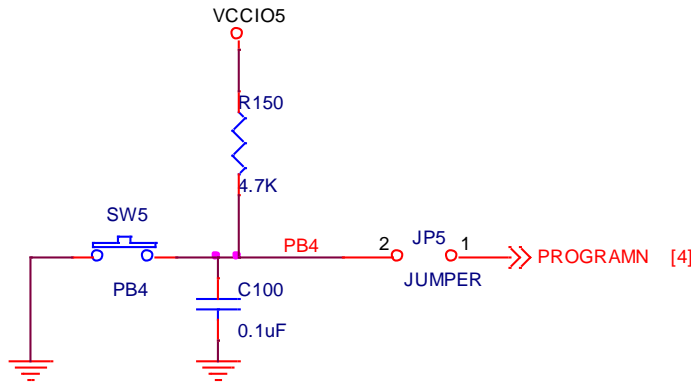 VCCIO5
R150
4.7K
SW5
PB4
PB4
C100
0.1uF
2 JP5 1
JUMPER
PROGRAMN [4]